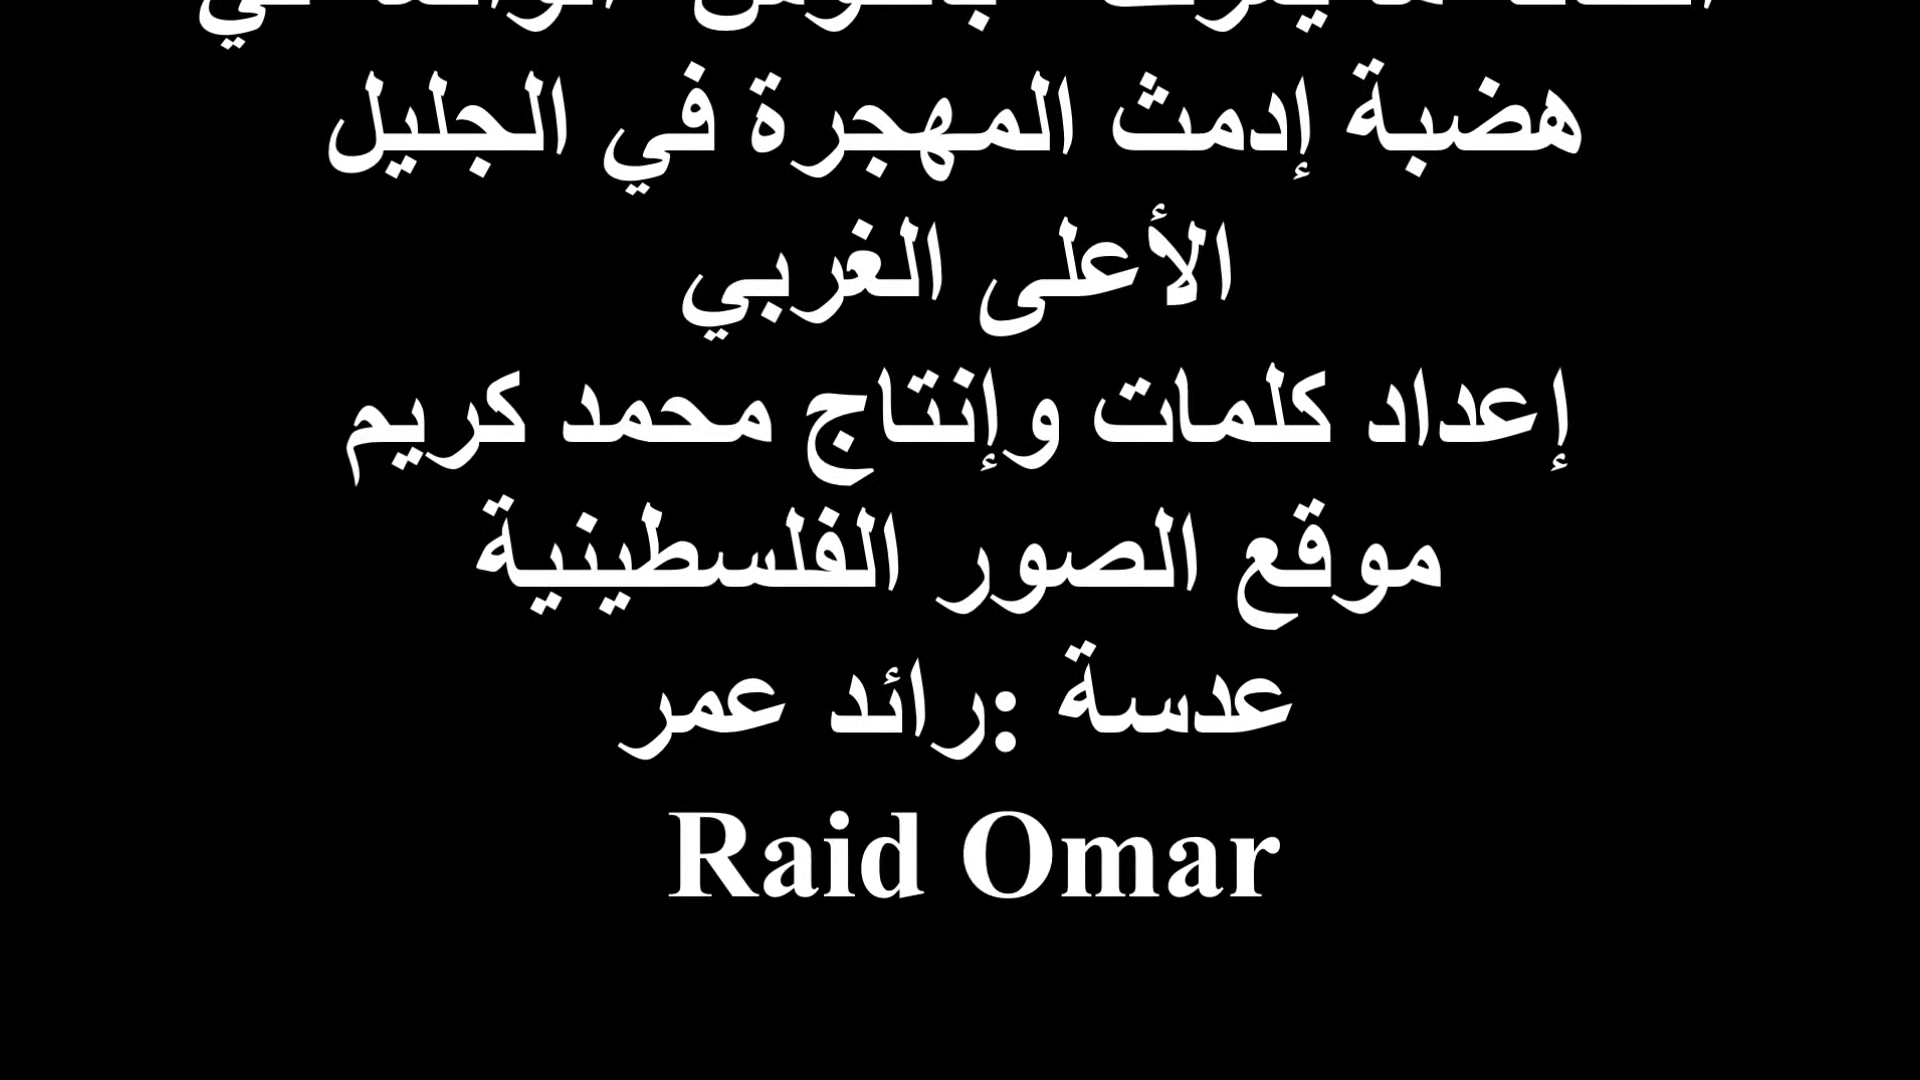 هضبة إدمث المهجرة في الجليل
الأعلى الغربي
إعداد كلمات وإنتاج محمد كريم
موقع الصور الفلسطينية
عدسة :رائد عمر
Raid Omar